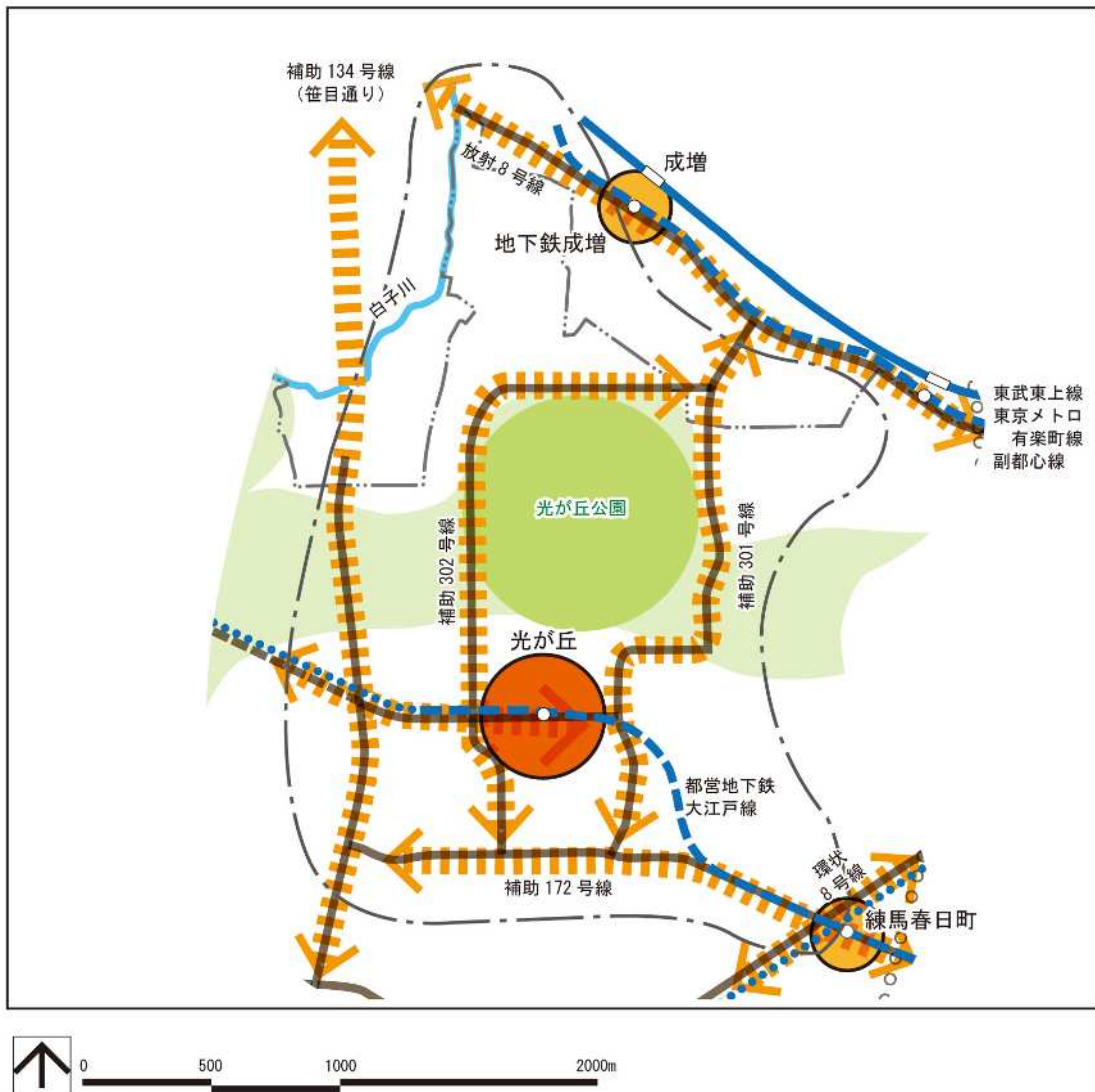 補助 134 号線
（笹目通り）
放射 8 号線
成増
地下鉄成増
白子川
東武東上線
東京メトロ
有楽町線
副都心線
光が丘公園
補助 302 号線
補助 301 号線
光が丘
都営地下鉄
大江戸線
環状
8 号線
補助 172 号線
練馬春日町
0 500 1000 2000m